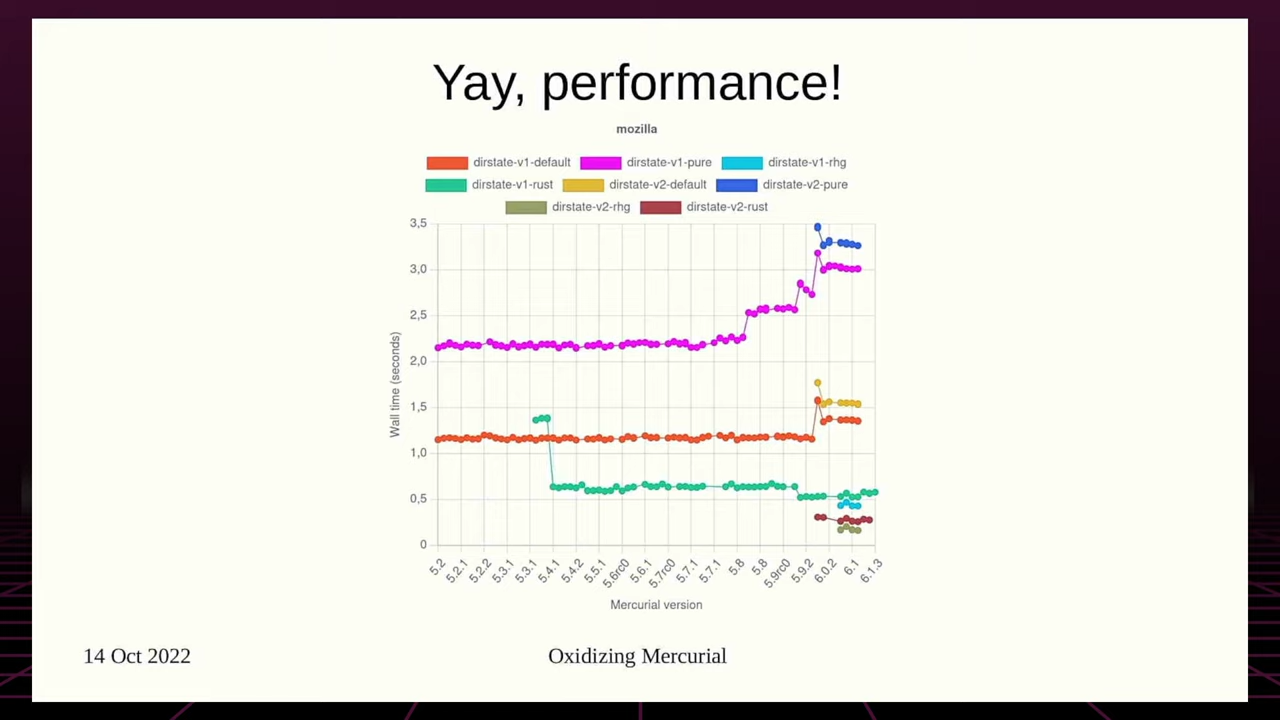 Yay, performance!
mozilla
dirstate-v1-default dirstate-v1-pure dirstate-v1-rhg
dirstate-v1-rust dirstate-v2-default dirstate-v2-pure
dirstate-v2-rhg dirstate-v2-rust
3,5
3,0
2,5
2,0
1,5
1,0
0,5
0
Wall time (seconds)
5.2 5.2.1 5.2.2 5.3.1 5.3.1 5.4.1 5.4.2 5.5.1 5.6rc0 5.6.1 5.7rc0 5.7.1 5.7.1 5.8 5.8 5.9rc0 5.9.2 6.0.2 6.1 6.1.3
Mercurial version
14 Oct 2022 Oxidizing Mercurial